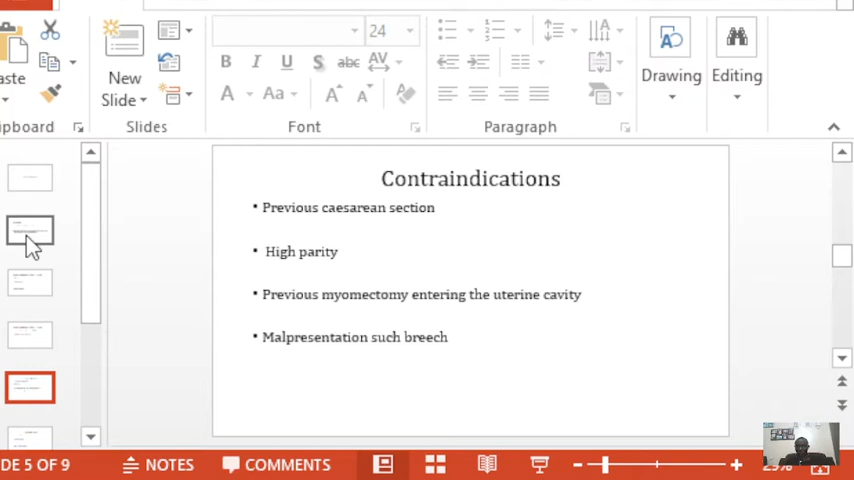 24
B I U S abc AV
A Aa A A
aste
New
Slide
Drawing
Editing
ipboard
Slides
Font
Paragraph
Contraindications
• Previous caesarean section
• High parity
• Previous myomectomy entering the uterine cavity
• Malpresentation such breech
DE 5 OF 9
NOTES
COMMENTS